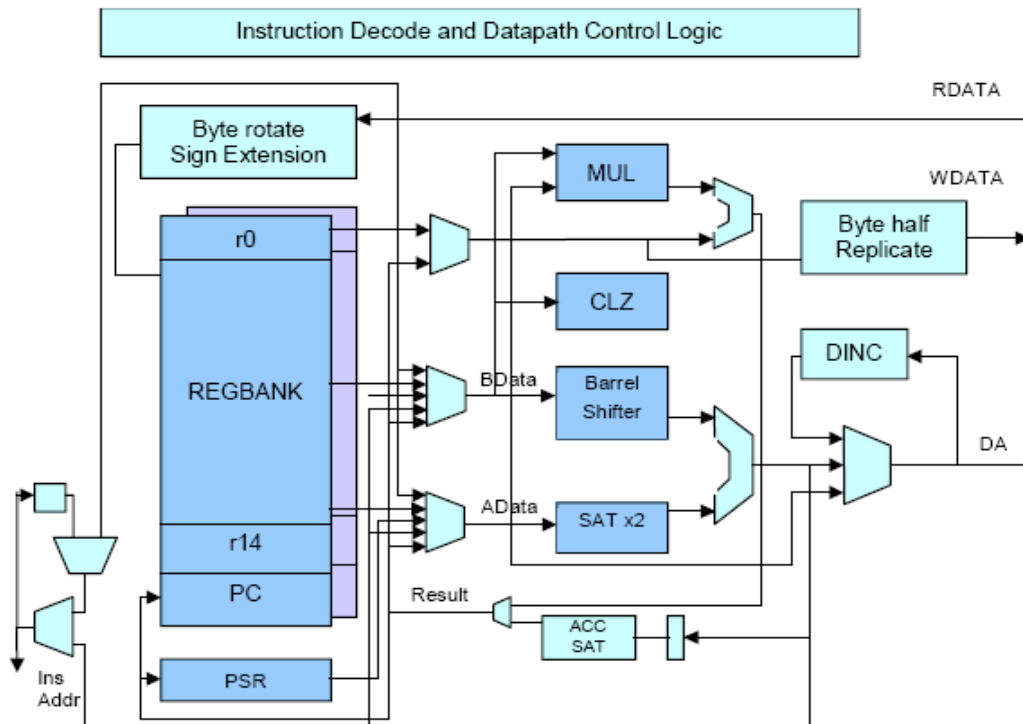 Instruction Decode and Datapath Control Logic
RDATA
Byte rotate
Sign Extension
MUL
WDATA
Byte half
Replicate
r0
CLZ
DINC
REGBANK
BData
Barrel
Shifter
DA
AData
SAT x2
r14
PC
Result
ACC
SAT
Ins
Addr
PSR